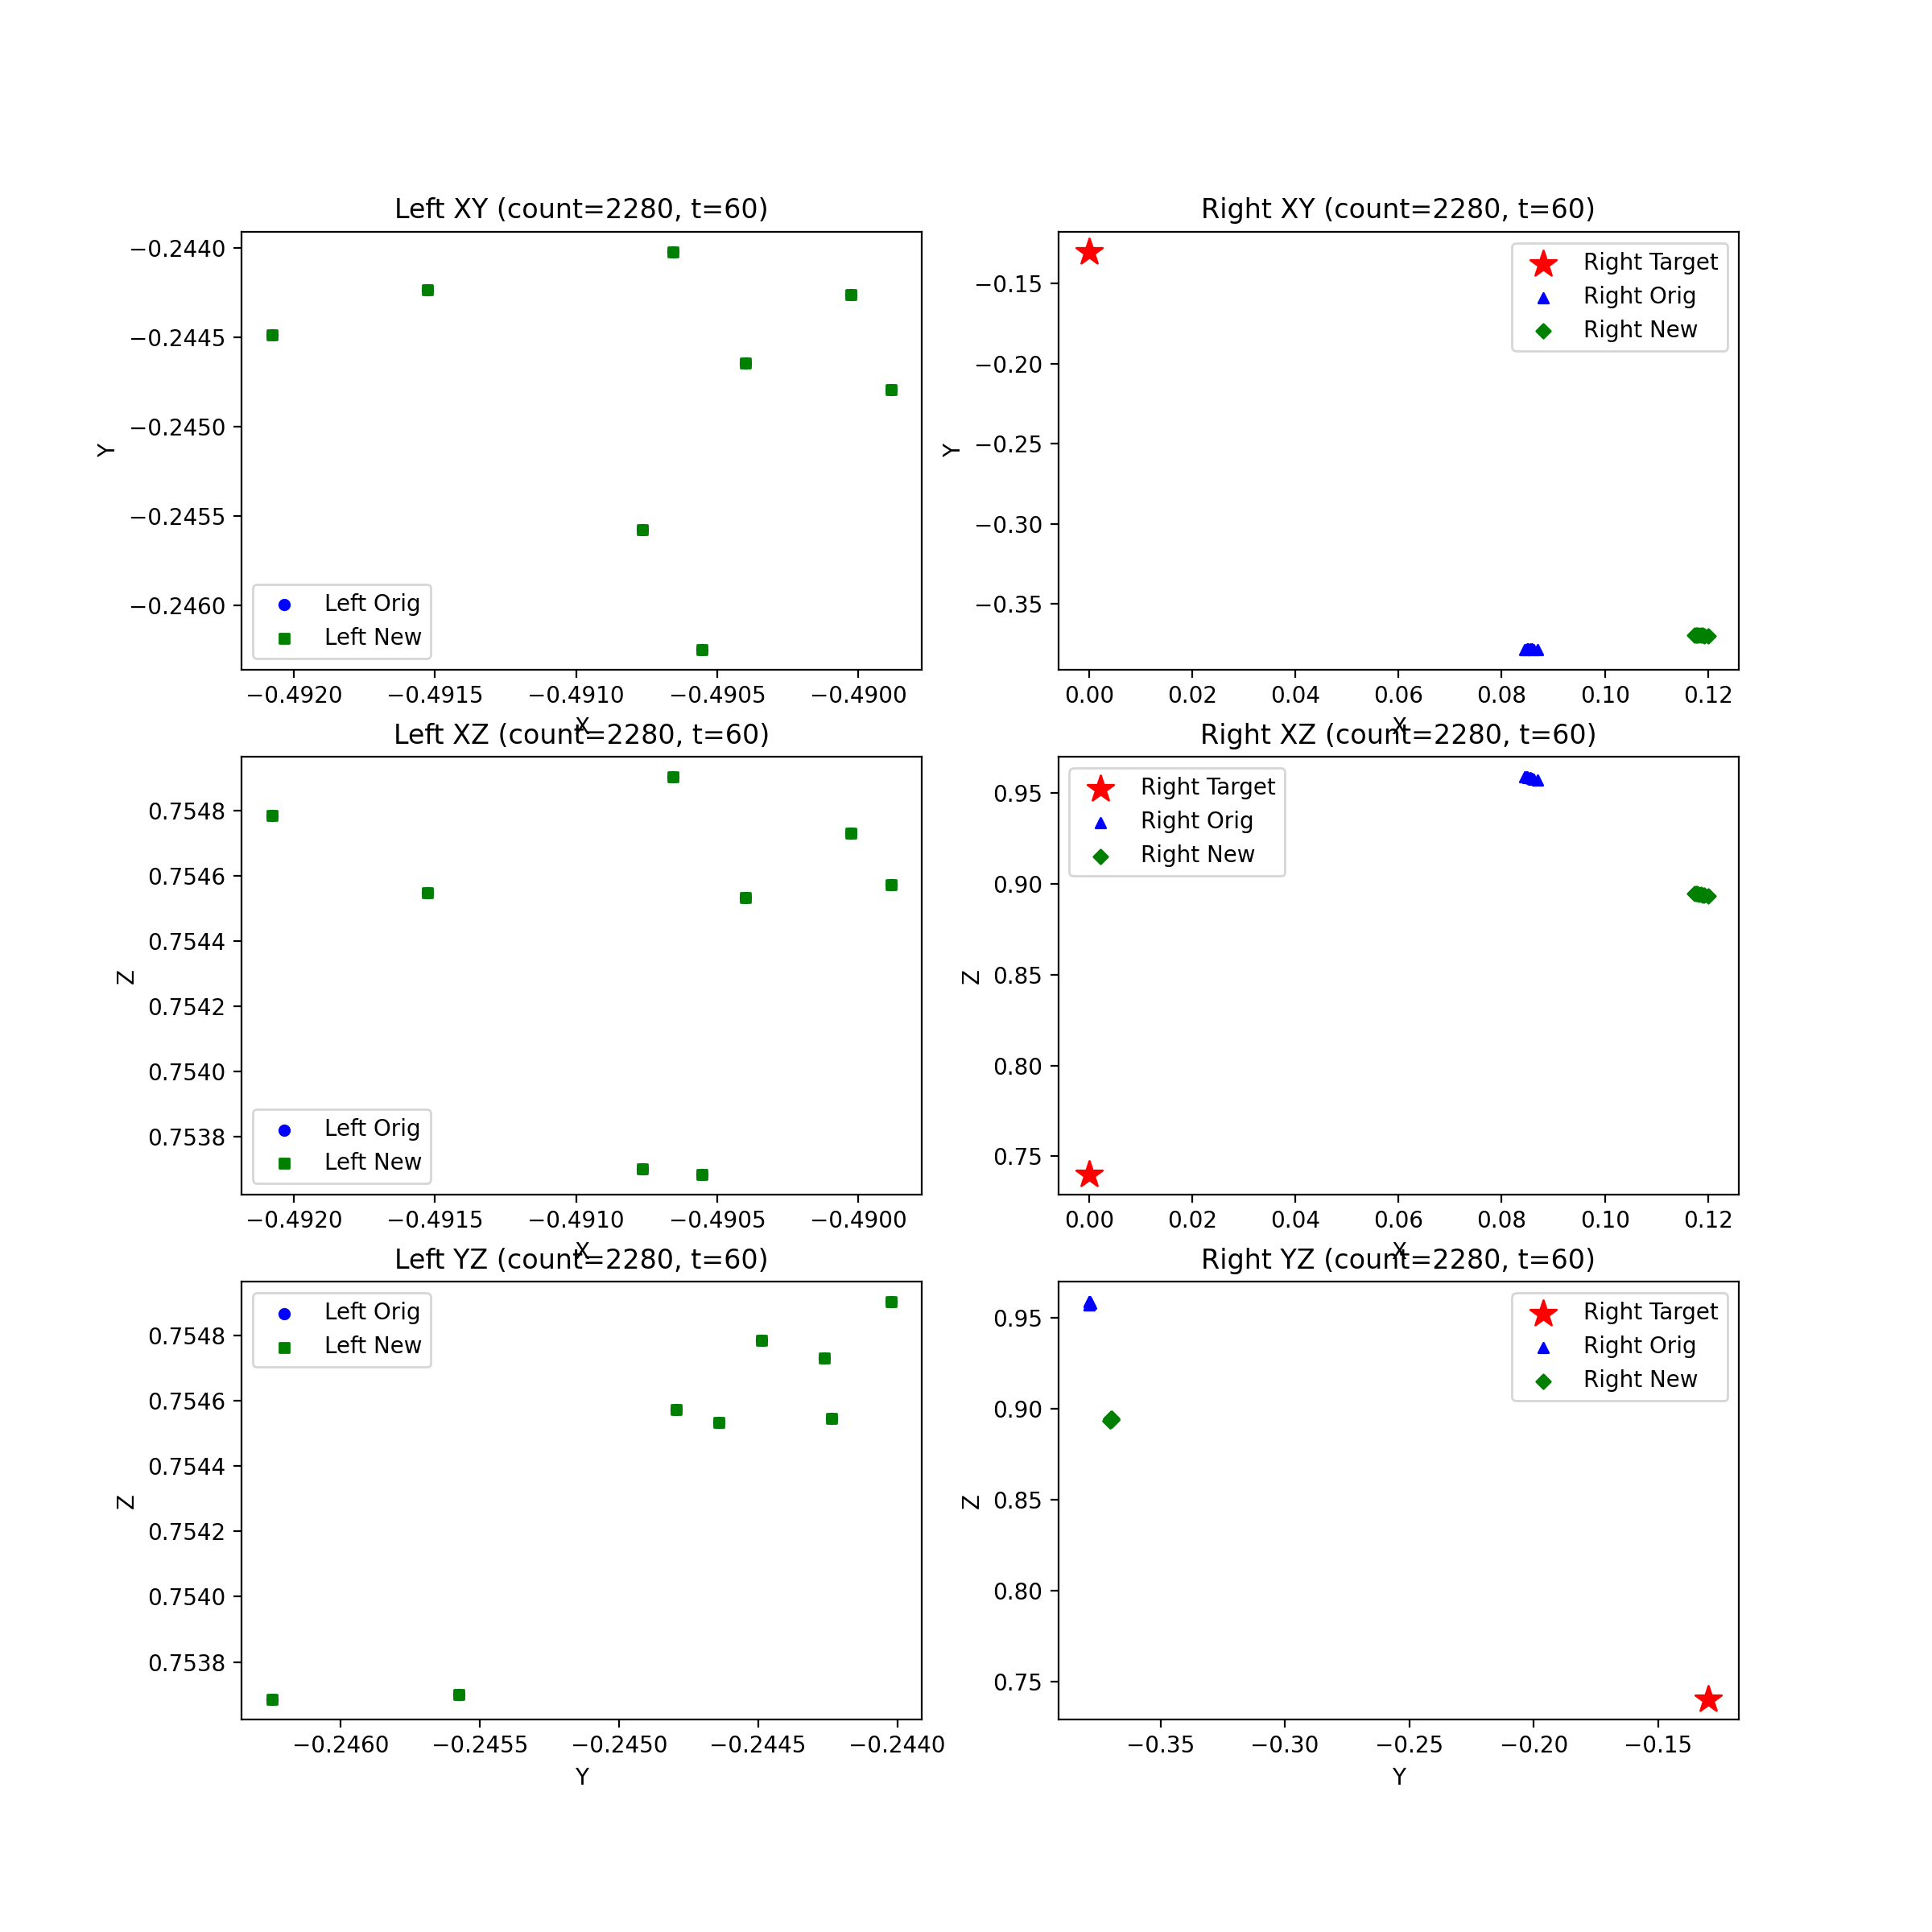 Left XY (count=2280, t=60)
−0.2440
−0.2445
−0.2450
−0.2455
−0.2460
Y
Left Orig
Left New
−0.4920
−0.4915
−0.4910
−0.4905
−0.4900
X
Right XY (count=2280, t=60)
−0.15
−0.20
−0.25
−0.30
−0.35
Y
Right Target
Right Orig
Right New
0.00
0.02
0.04
0.06
0.08
0.10
0.12
X
Left XZ (count=2280, t=60)
0.7548
0.7546
0.7544
0.7542
0.7540
0.7538
Z
Left Orig
Left New
−0.4920
−0.4915
−0.4910
−0.4905
−0.4900
X
Right XZ (count=2280, t=60)
0.95
0.90
0.85
0.80
0.75
Z
Right Target
Right Orig
Right New
0.00
0.02
0.04
0.06
0.08
0.10
0.12
X
Left YZ (count=2280, t=60)
0.7548
0.7546
0.7544
0.7542
0.7540
0.7538
Z
Left Orig
Left New
−0.2460
−0.2455
−0.2450
−0.2445
−0.2440
Y
Right YZ (count=2280, t=60)
0.95
0.90
0.85
0.80
0.75
Z
Right Target
Right Orig
Right New
−0.35
−0.30
−0.25
−0.20
−0.15
Y